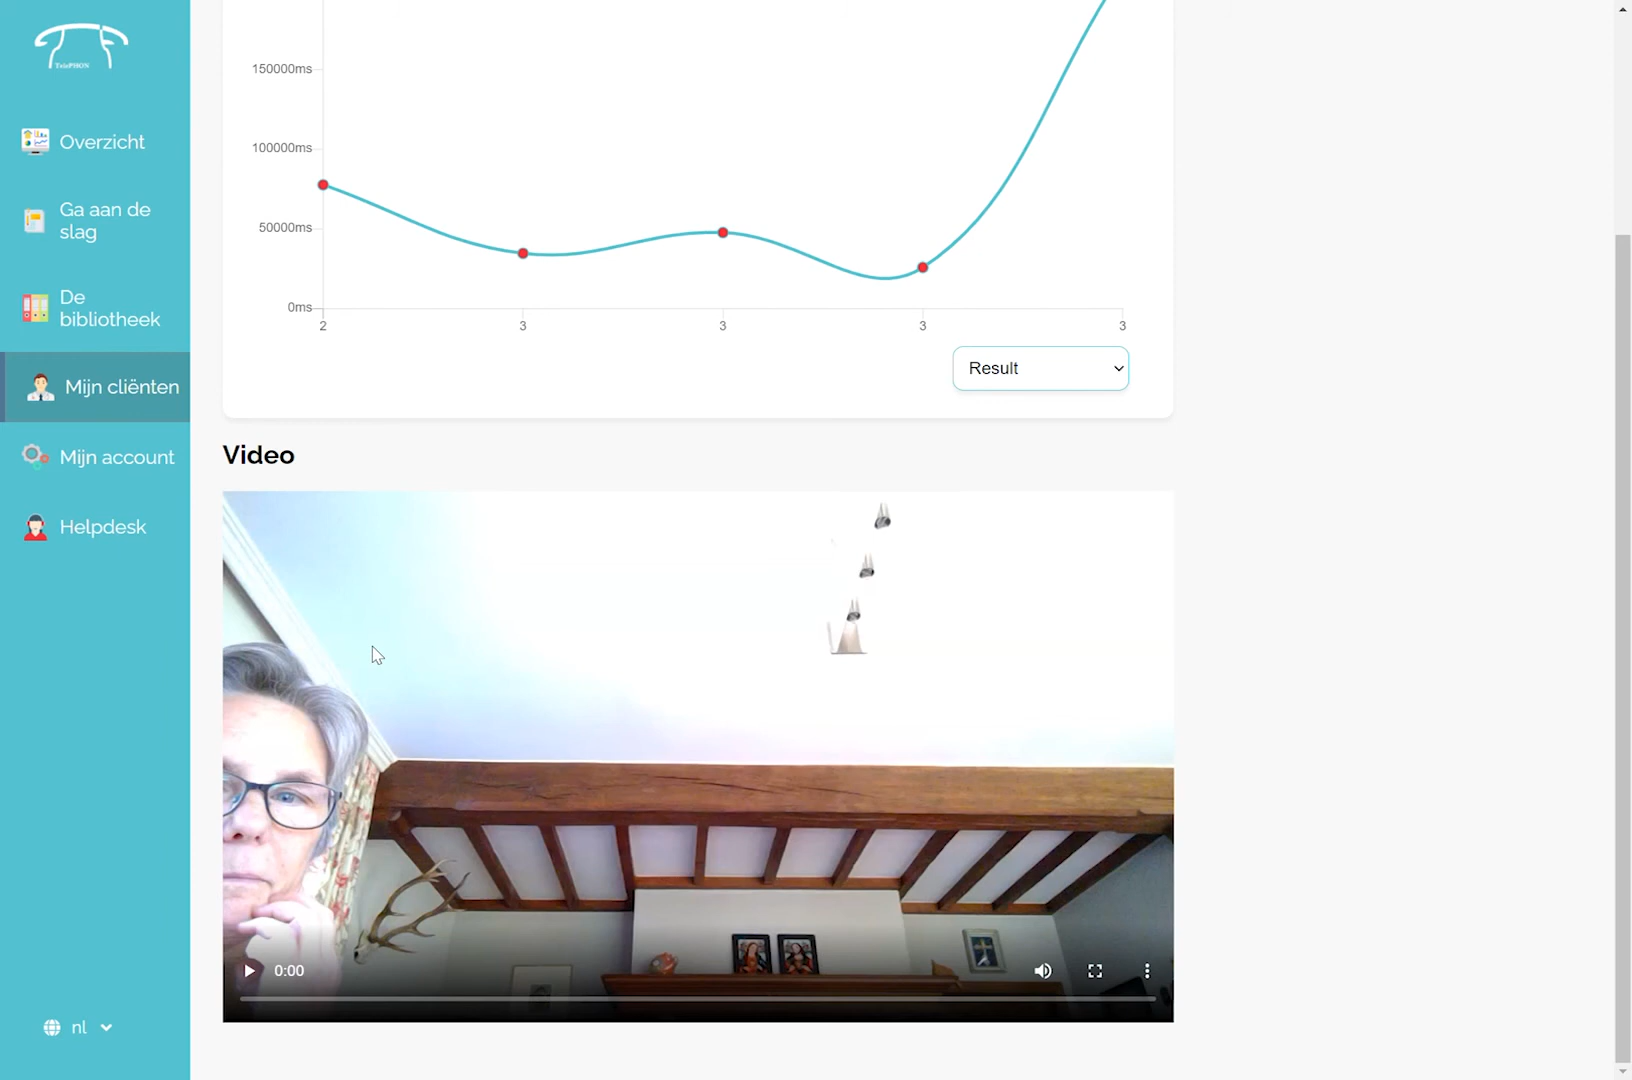 TelePHON
Overzicht
Ga aan de
slag
De
bibliotheek
Mijn cliënten
Mijn account
Helpdesk
nl
150000ms
100000ms
50000ms
0ms
2 3 3 3 3
Result
Video
0:00